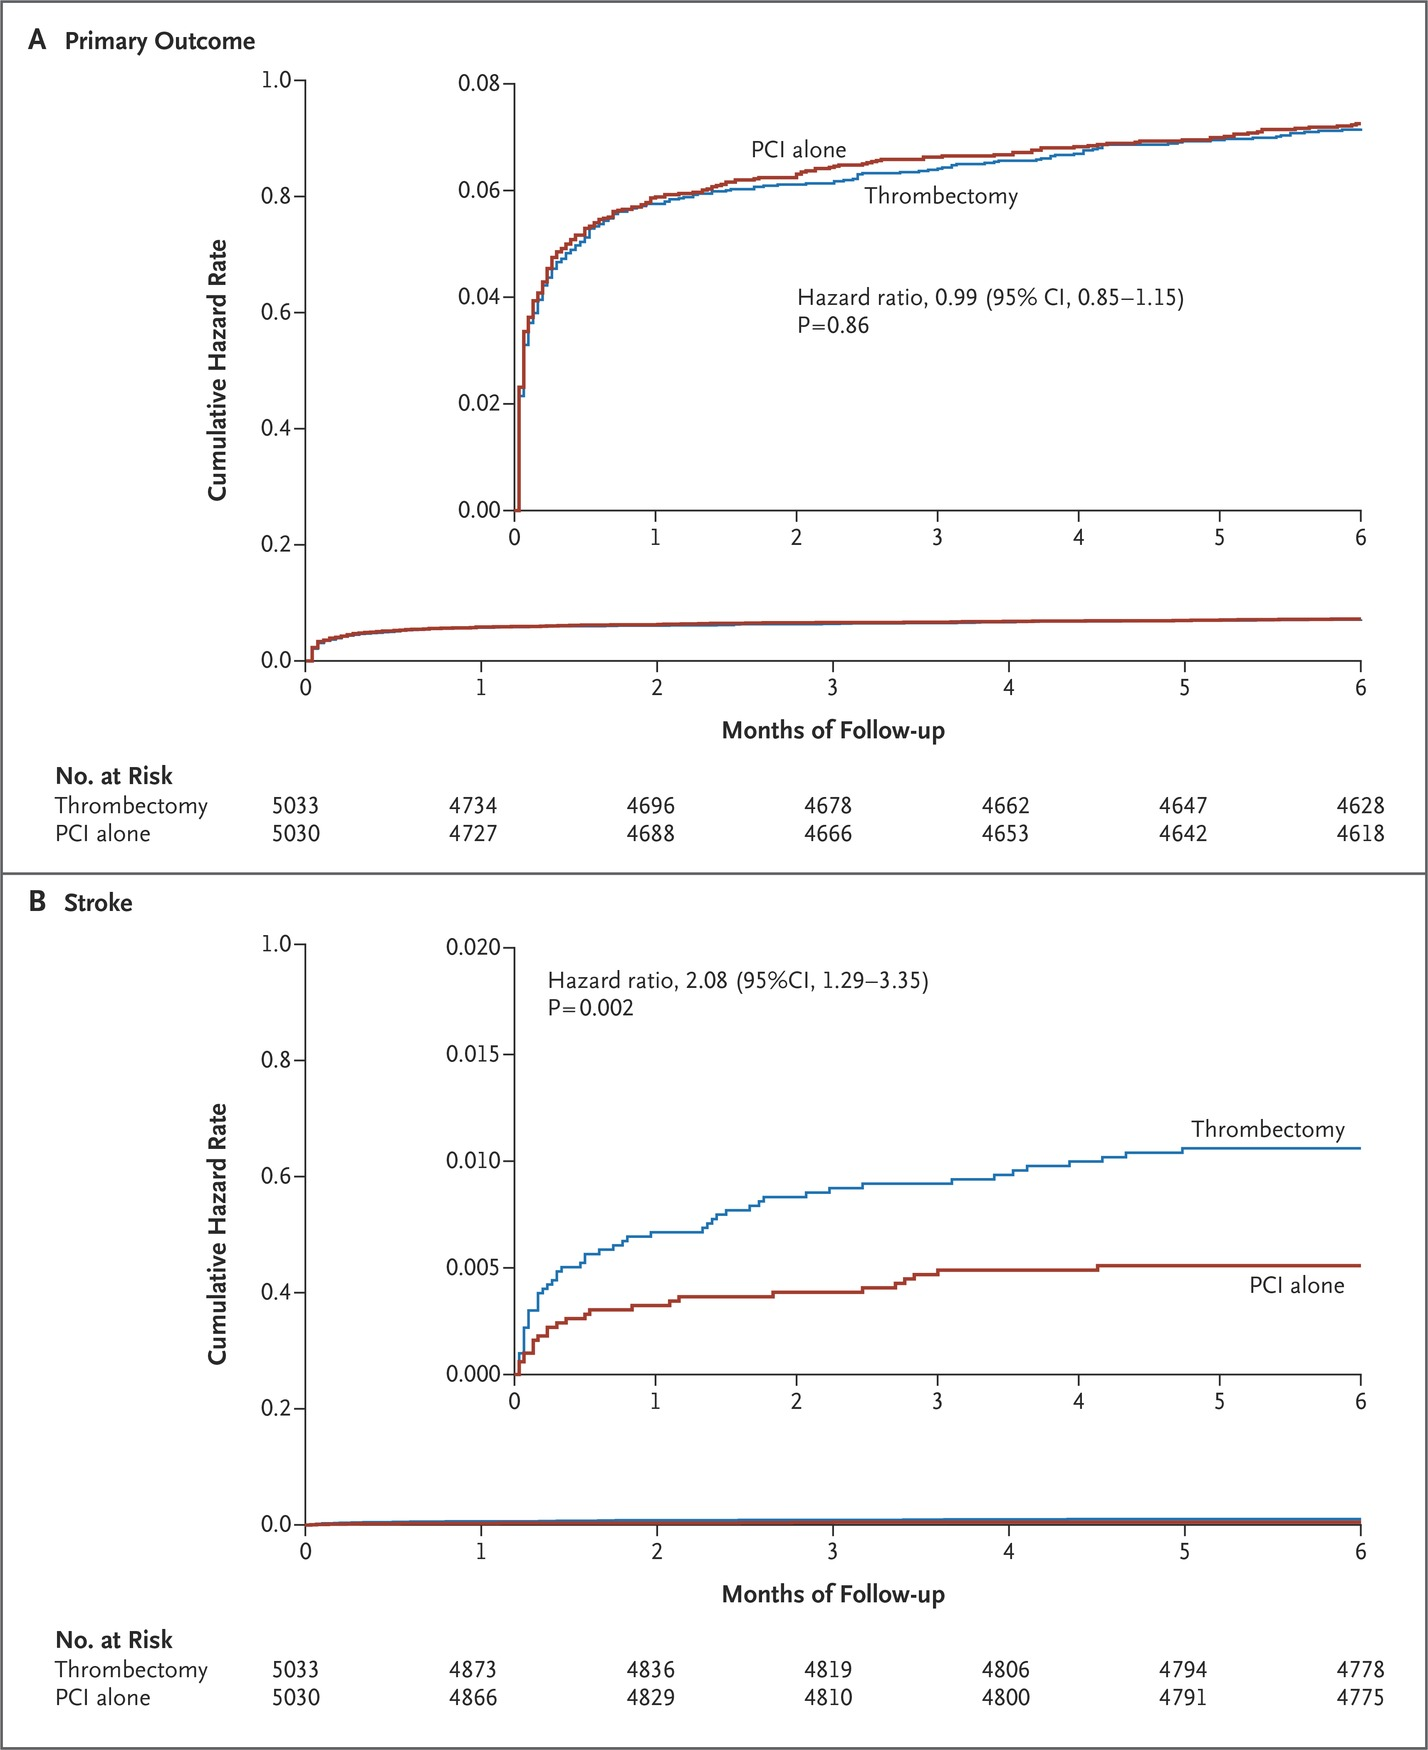 A Primary Outcome
1.0
0.8
0.6
0.4
0.2
0.0
Cumulative Hazard Rate
0.08
0.06
0.04
0.02
0.00
PCI alone
Thrombectomy
Hazard ratio, 0.99 (95% CI, 0.85–1.15)
P=0.86
0 1 2 3 4 5 6
0 1 2 3 4 5 6
Months of Follow-up
No. at Risk
Thrombectomy 5033 4734 4696 4678 4662 4647 4628
PCI alone 5030 4727 4688 4666 4653 4642 4618
B Stroke
1.0
0.8
0.6
0.4
0.2
0.0
Cumulative Hazard Rate
0.020
0.015
0.010
0.005
0.000
Hazard ratio, 2.08 (95%CI, 1.29–3.35)
P=0.002
Thrombectomy
PCI alone
0 1 2 3 4 5 6
0 1 2 3 4 5 6
Months of Follow-up
No. at Risk
Thrombectomy 5033 4873 4836 4819 4806 4794 4778
PCI alone 5030 4866 4829 4810 4800 4791 4775